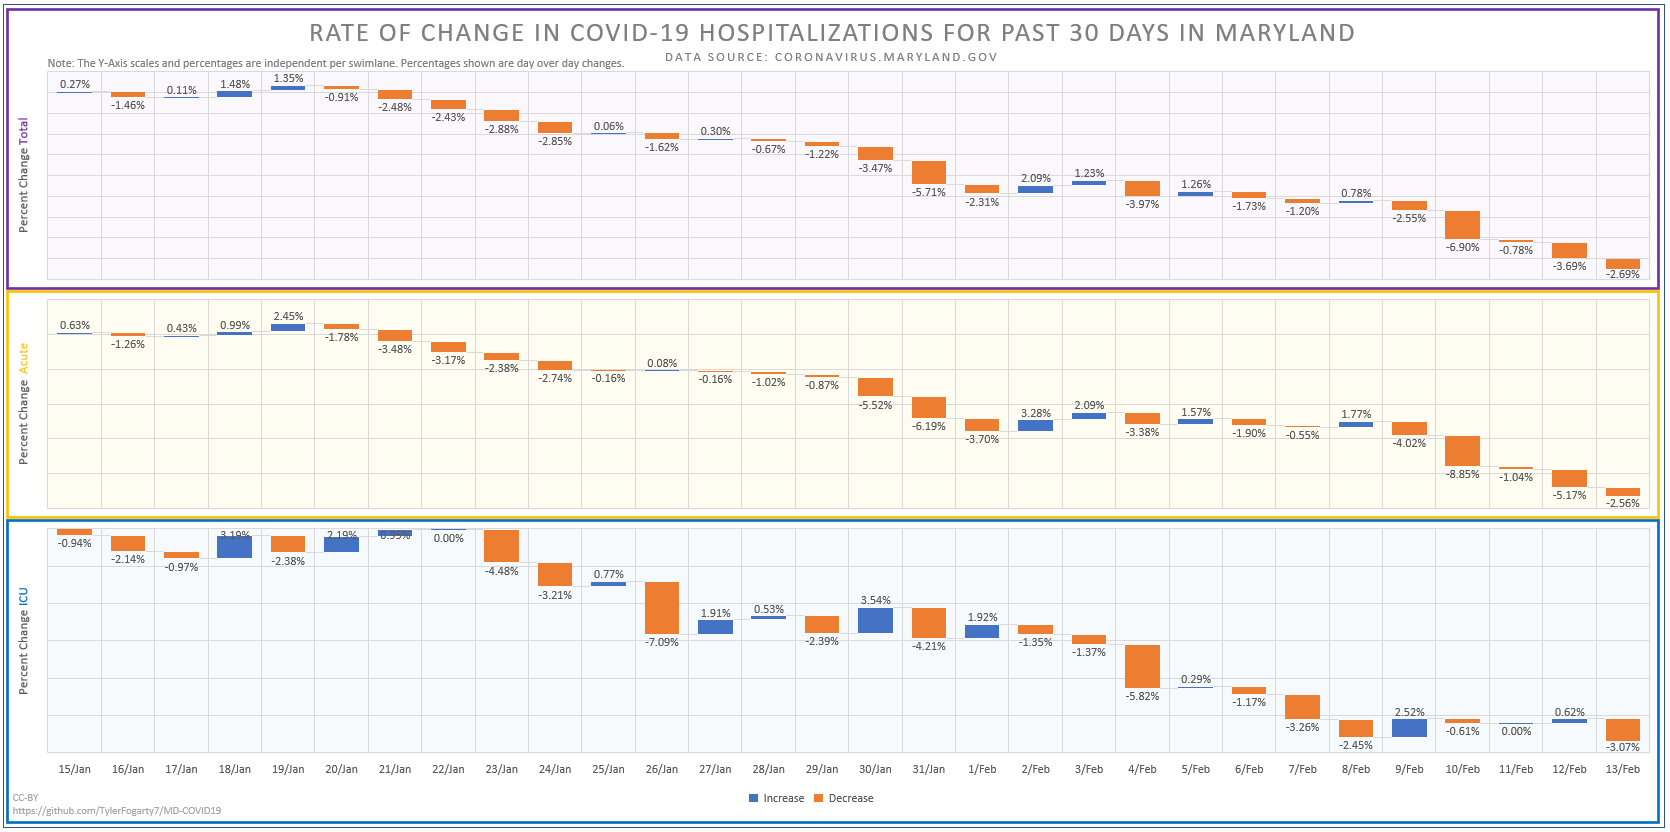 RATE OF CHANGE IN COVID-19 HOSPITALIZATIONS FOR PAST 30 DAYS IN MARYLAND
DATA SOURCE: CORONAVIRUS.MARYLAND.GOV
Note: The Y-Axis scales and percentages are independent per swimlane. Percentages shown are day over day changes.
Percent Change Total
0.27% -1.46% 0.11% 1.48% 1.35% -0.91% -2.48% -2.43% -2.88% -2.85% 0.06% -1.62% 0.30% -0.67% -1.22% -3.47% -5.71% -2.31% 2.09% 1.23% -3.97% 1.26% -1.73% -1.20% 0.78% -2.55% -6.90% -0.78% -3.69% -2.69%
Percent Change Acute
0.63% -1.26% 0.43% 0.99% 2.45% -1.78% -3.48% -3.17% -2.38% -2.74% -0.16% 0.08% -0.16% -1.02% -0.87% -5.52% -6.19% -3.70% 3.28% 2.09% -3.38% 1.57% -1.90% -0.55% 1.77% -4.02% -8.85% -1.04% -5.17% -2.56%
Percent Change ICU
-0.94% -2.14% -0.97% 3.19% -2.38% 2.19% 0.00% -4.48% -3.21% 0.77% -7.09% 1.91% 0.53% -2.39% 3.54% -4.21% 1.92% -1.35% -1.37% -5.82% 0.29% -1.17% -3.26% -2.45% 2.52% -0.61% 0.00% 0.62% -3.07%
15/Jan 16/Jan 17/Jan 18/Jan 19/Jan 20/Jan 21/Jan 22/Jan 23/Jan 24/Jan 25/Jan 26/Jan 27/Jan 28/Jan 29/Jan 30/Jan 31/Jan 1/Feb 2/Feb 3/Feb 4/Feb 5/Feb 6/Feb 7/Feb 8/Feb 9/Feb 10/Feb 11/Feb 12/Feb 13/Feb
Increase Decrease
CC-BY
https://github.com/TylerFogarty7/MD-COVID19